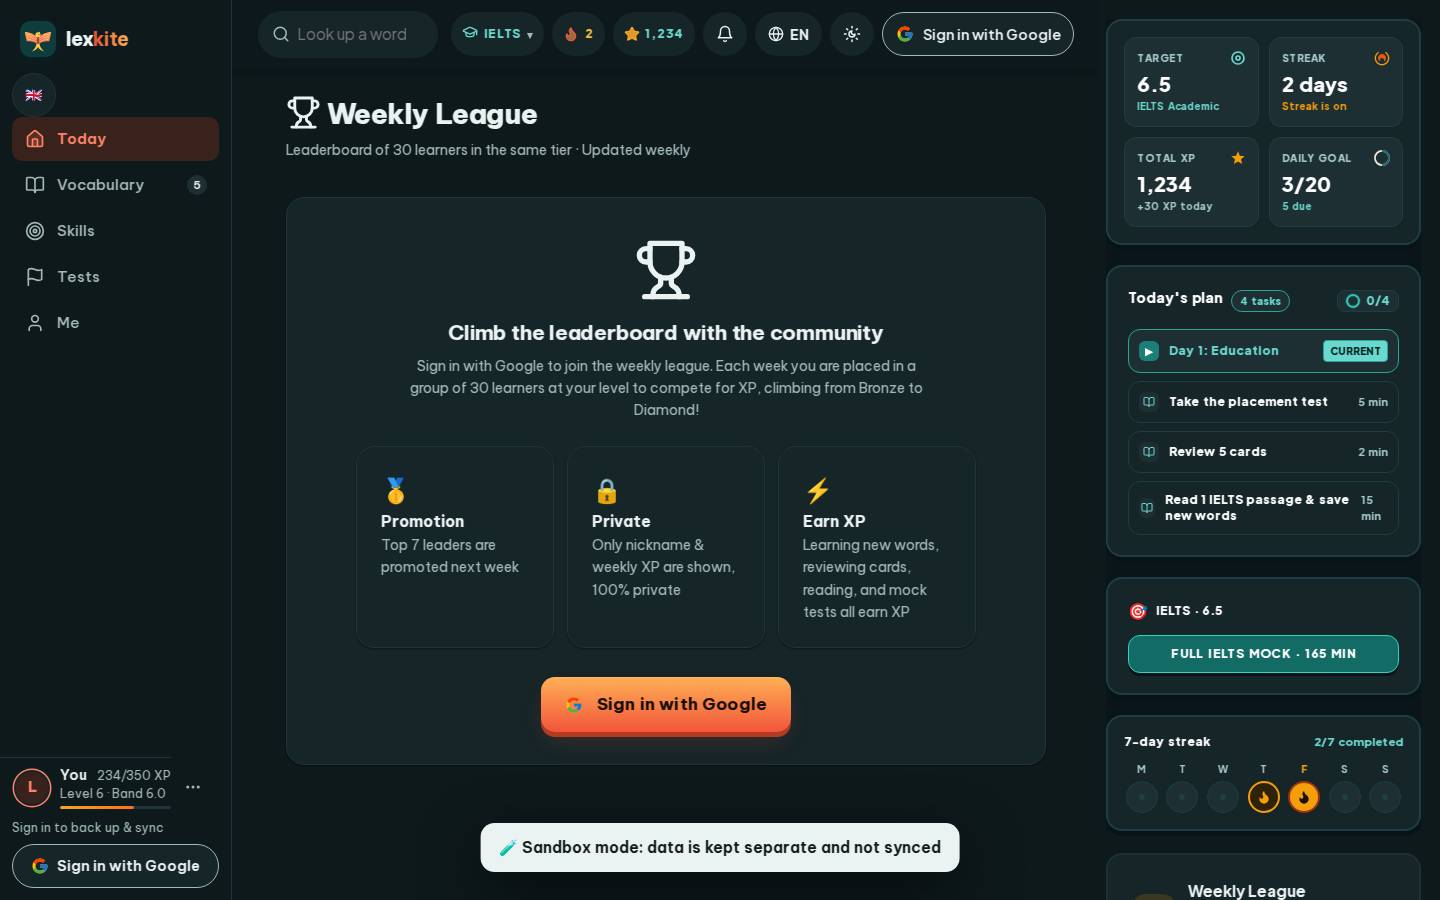 lexkite
Today
Vocabulary 5
Skills
Tests
Me
L
You 234/350 XP
Level 6 · Band 6.0
Sign in to back up & sync
Sign in with Google
Look up a word
IELTS
2
1,234
EN
Sign in with Google
Weekly League
Leaderboard of 30 learners in the same tier · Updated weekly
Climb the leaderboard with the community
Sign in with Google to join the weekly league. Each week you are placed in a
group of 30 learners at your level to compete for XP, climbing from Bronze to
Diamond!
Promotion
Top 7 leaders are
promoted next week
Private
Only nickname &
weekly XP are shown,
100% private
Earn XP
Learning new words,
reviewing cards,
reading, and mock
tests all earn XP
Sign in with Google
Sandbox mode: data is kept separate and not synced
TARGET
6.5
IELTS Academic
STREAK
2 days
Streak is on
TOTAL XP
1,234
+30 XP today
DAILY GOAL
3/20
5 due
Today's plan 4 tasks 0/4
Day 1: Education CURRENT
Take the placement test 5 min
Review 5 cards 2 min
Read 1 IELTS passage & save 15
new words min
IELTS · 6.5
FULL IELTS MOCK · 165 MIN
7-day streak 2/7 completed
M T W T F S S
Weekly League